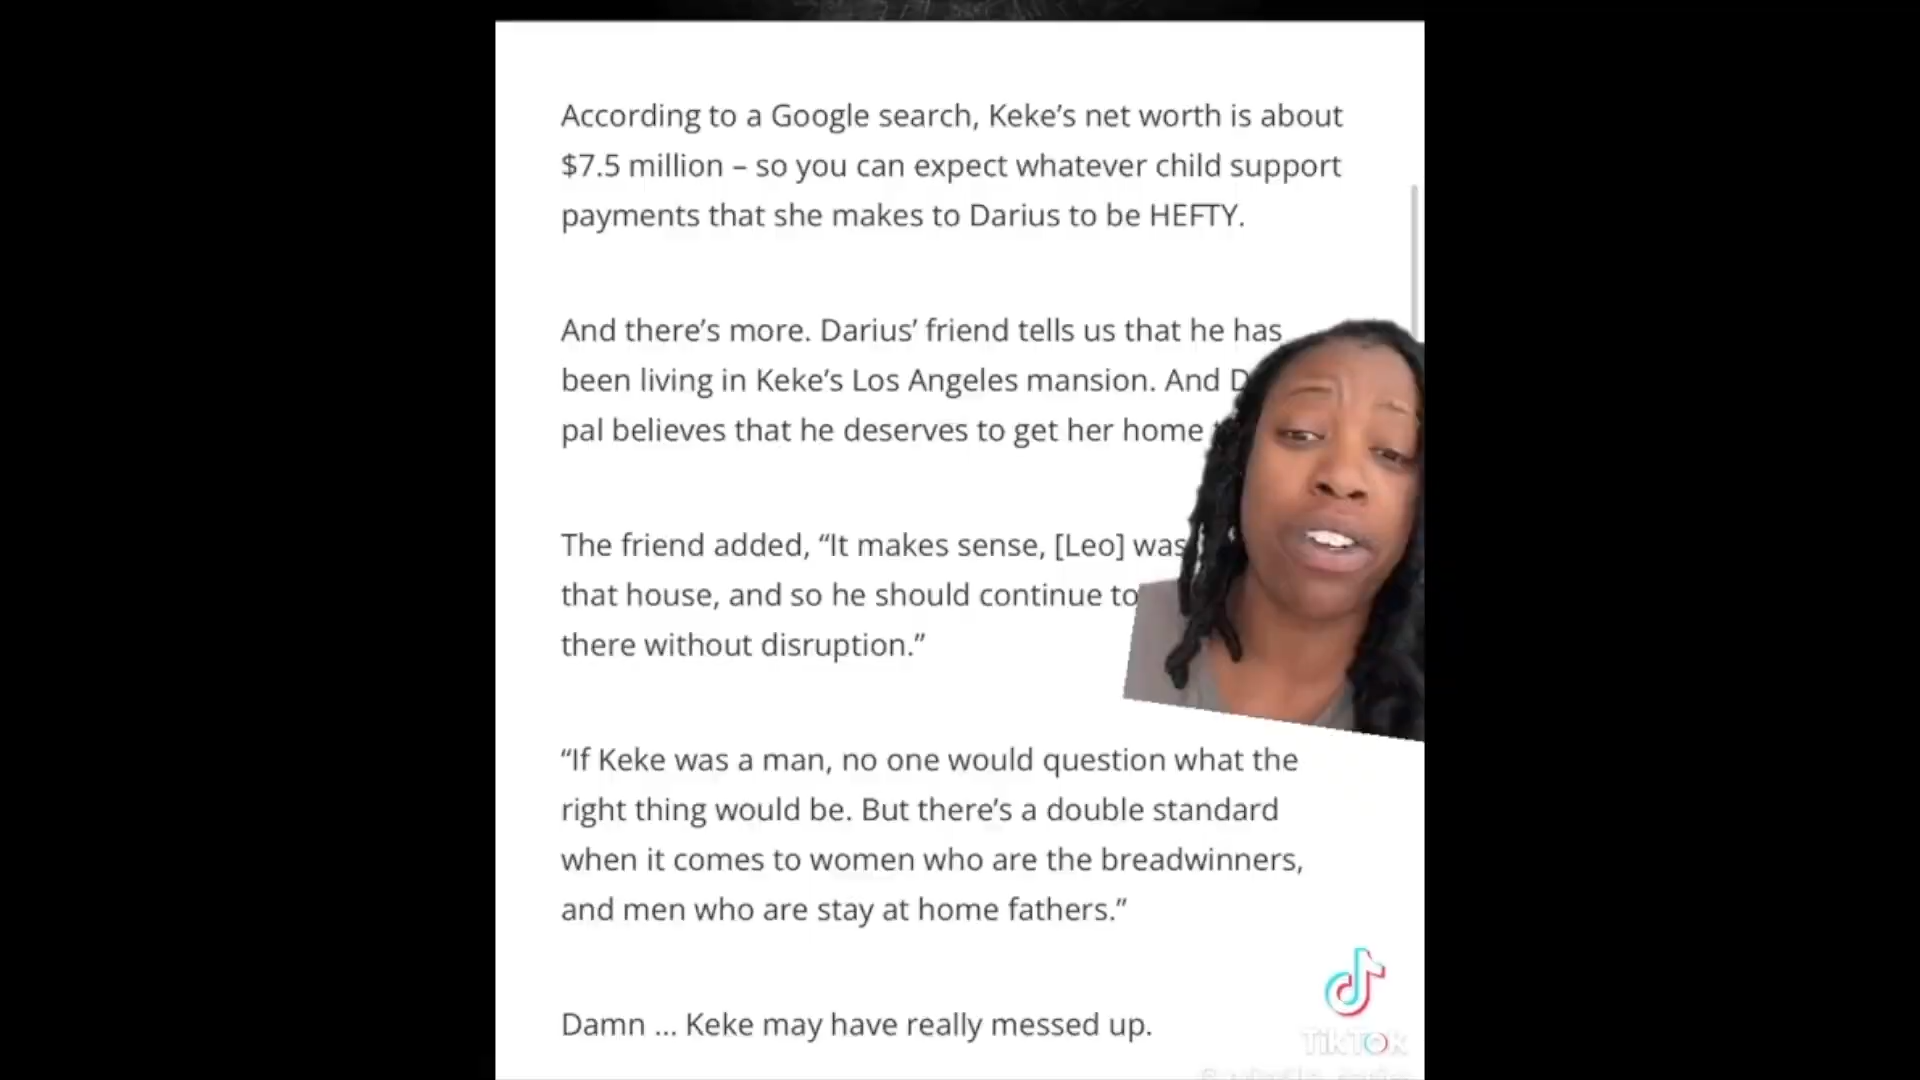 According to a Google search, Keke’s net worth is about
$7.5 million – so you can expect whatever child support
payments that she makes to Darius to be HEFTY.
And there’s more. Darius’ friend tells us that he has
been living in Keke’s Los Angeles mansion. And
pal believes that he deserves to get her home
The friend added, “It makes sense, [Leo] was
that house, and so he should continue to
there without disruption.”
“If Keke was a man, no one would question what the
right thing would be. But there’s a double standard
when it comes to women who are the breadwinners,
and men who are stay at home fathers.”
Damn ... Keke may have really messed up.
TikTok